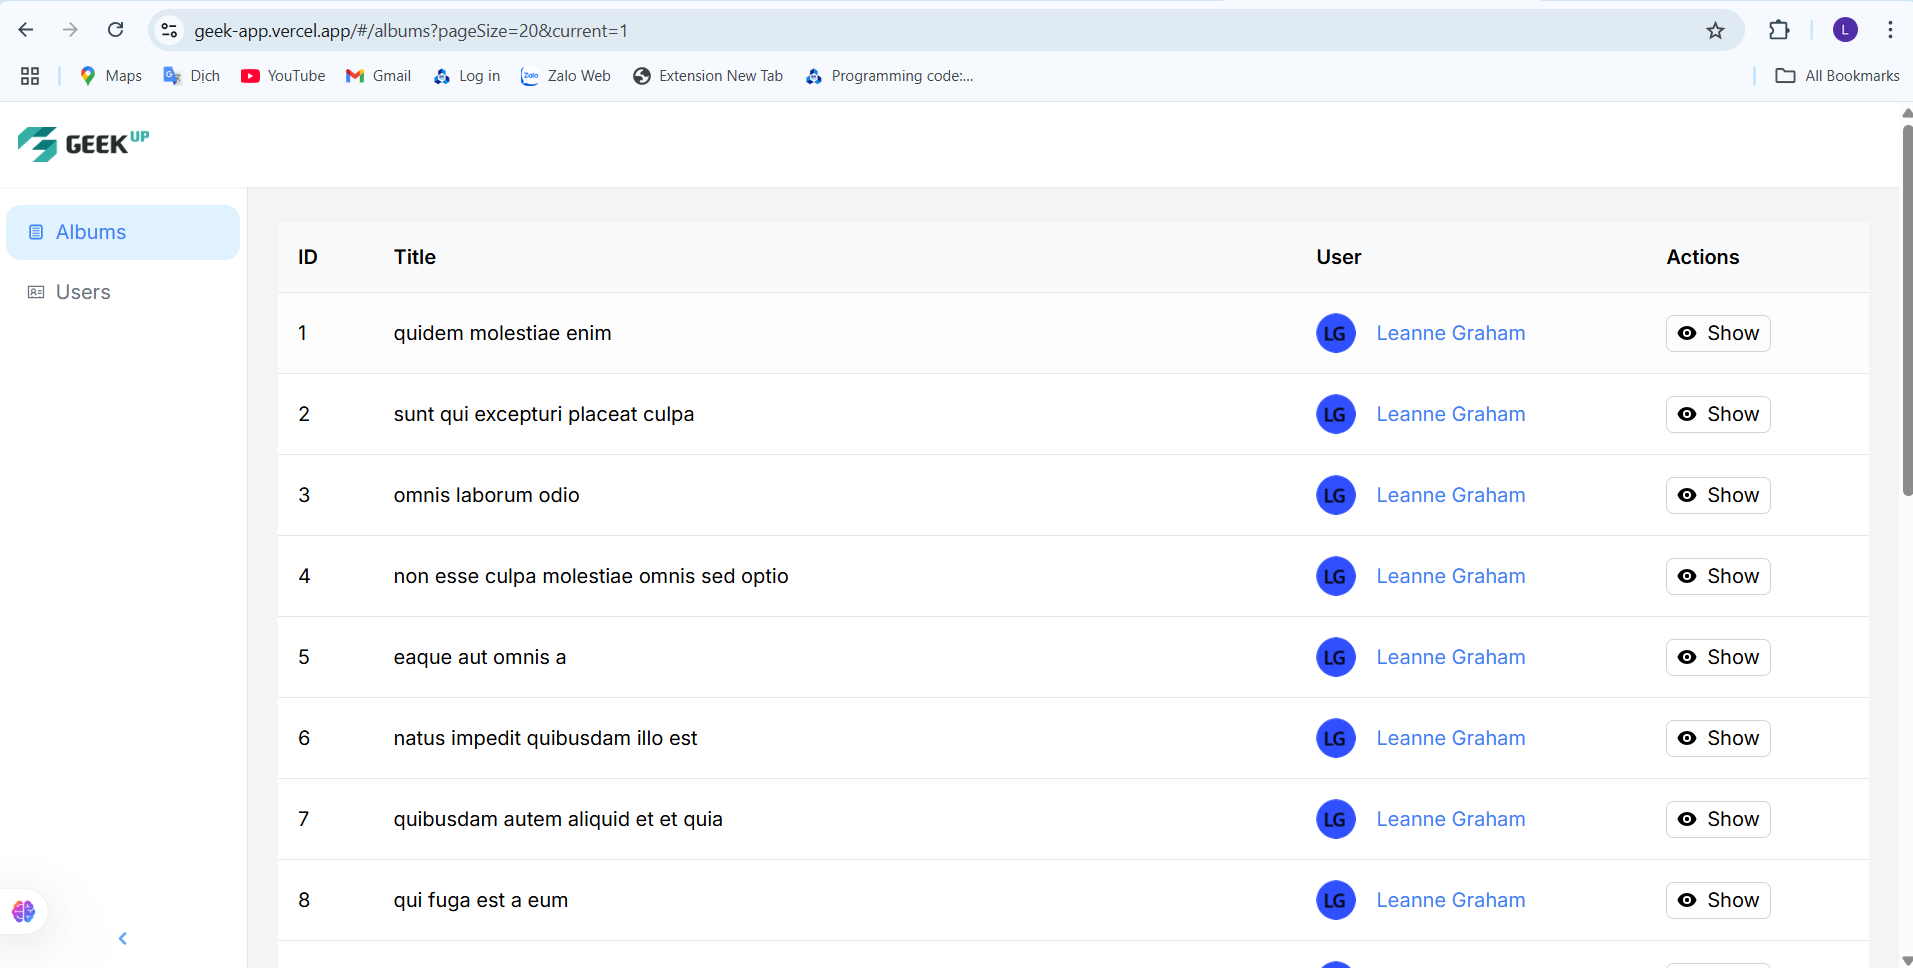 geek-app.vercel.app/#/albums?pageSize=20&current=1
L
Maps Dịch YouTube Gmail Log in Zalo Zalo Web Extension New Tab Programming code:... All Bookmarks
GEEK UP
Albums
Users
ID Title User Actions
1 quidem molestiae enim LG Leanne Graham Show
2 sunt qui excepturi placeat culpa LG Leanne Graham Show
3 omnis laborum odio LG Leanne Graham Show
4 non esse culpa molestiae omnis sed optio LG Leanne Graham Show
5 eaque aut omnis a LG Leanne Graham Show
6 natus impedit quibusdam illo est LG Leanne Graham Show
7 quibusdam autem aliquid et et quia LG Leanne Graham Show
8 qui fuga est a eum LG Leanne Graham Show